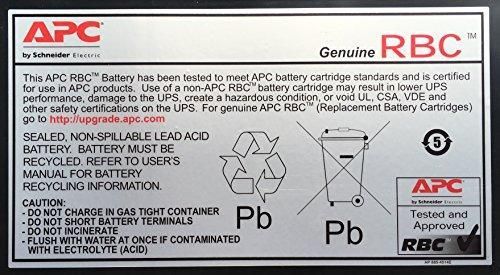 APC
by Schneider Electric
Genuine RBC™
This APC RBC™ Battery has been tested to meet APC battery cartridge standards and is certified
for use in APC products. Use of a non-APC RBC™ battery cartridge may result in lower UPS
performance, damage to the UPS, create a hazardous condition, or void UL, CSA, VDE and
other safety certifications. For genuine APC RBC™ (Replacement Battery Cartridges)
go to http://upgrade.apc.com
SEALED, NON-SPILLABLE LEAD ACID
BATTERY. BATTERY MUST BE
RECYCLED. REFER TO USER'S
MANUAL FOR BATTERY
RECYCLING INFORMATION
CAUTION:
- DO NOT CHARGE IN GAS TIGHT CONTAINER
- DO NOT SHORT BATTERY TERMINALS
- DO NOT INCINERATE
- FLUSH WITH WATER AT ONCE IF CONTAMINATED
WITH ELECTROLYTE (ACID)
Pb
Pb
5
APC
by Schneider Electric
Tested and
Approved
RBC™
AP 885-4514E